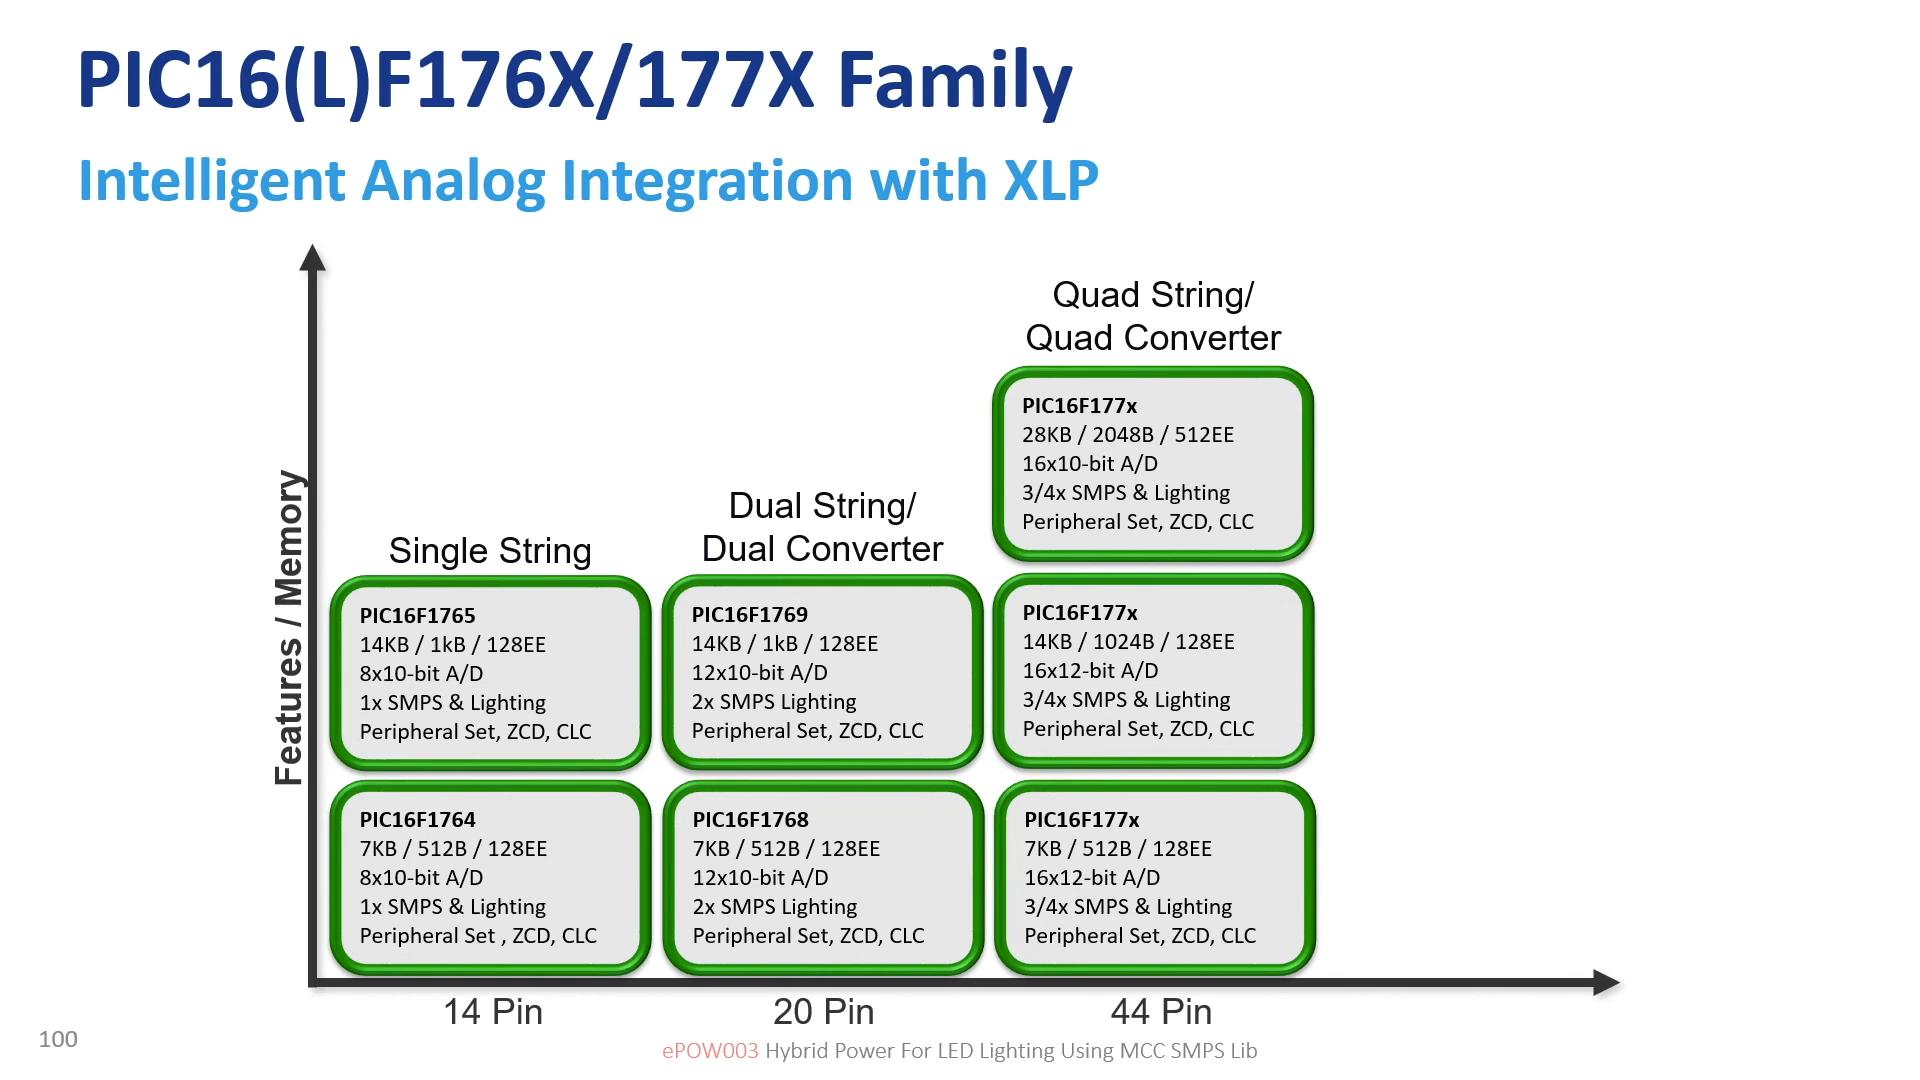 PIC16(L)F176X/177X Family
Intelligent Analog Integration with XLP
Features / Memory
Single String
PIC16F1765
14KB / 1kB / 128EE
8x10-bit A/D
1x SMPS & Lighting
Peripheral Set, ZCD, CLC
PIC16F1764
7KB / 512B / 128EE
8x10-bit A/D
1x SMPS & Lighting
Peripheral Set , ZCD, CLC
14 Pin
Dual String/
Dual Converter
PIC16F1769
14KB / 1kB / 128EE
12x10-bit A/D
2x SMPS Lighting
Peripheral Set, ZCD, CLC
PIC16F1768
7KB / 512B / 128EE
12x10-bit A/D
2x SMPS Lighting
Peripheral Set, ZCD, CLC
20 Pin
Quad String/
Quad Converter
PIC16F177x
28KB / 2048B / 512EE
16x10-bit A/D
3/4x SMPS & Lighting
Peripheral Set, ZCD, CLC
PIC16F177x
14KB / 1024B / 128EE
16x12-bit A/D
3/4x SMPS & Lighting
Peripheral Set, ZCD, CLC
PIC16F177x
7KB / 512B / 128EE
16x12-bit A/D
3/4x SMPS & Lighting
Peripheral Set, ZCD, CLC
44 Pin
100
ePOW003 Hybrid Power For LED Lighting Using MCC SMPS Lib